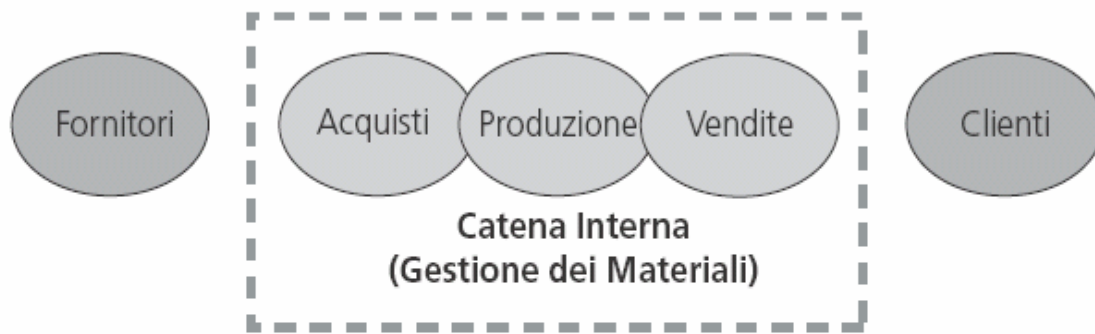 Fornitori
Acquisti
Produzione
Vendite
Clienti
Catena Interna
(Gestione dei Materiali)